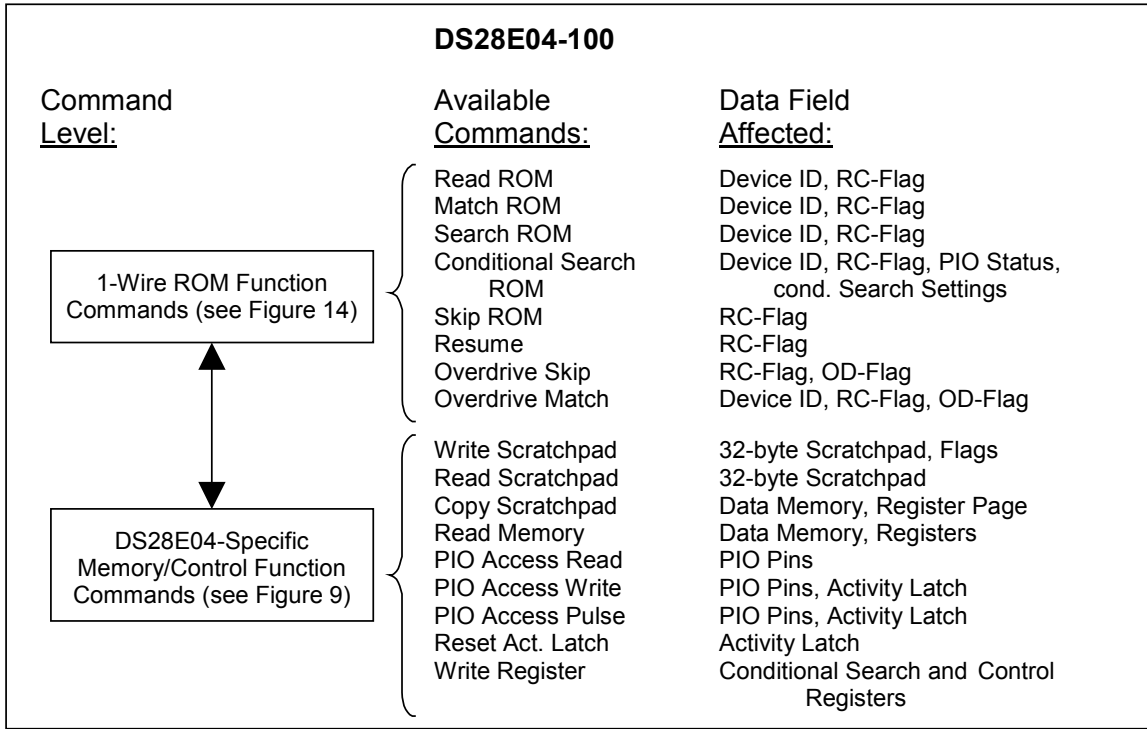 DS28E04-100
Command
Level:
Available
Commands:
Data Field
Affected:
1-Wire ROM Function
Commands (see Figure 14)
Read ROM Device ID, RC-Flag
Match ROM Device ID, RC-Flag
Search ROM Device ID, RC-Flag
Conditional Search Device ID, RC-Flag, PIO Status,
ROM cond. Search Settings
Skip ROM RC-Flag
Resume RC-Flag
Overdrive Skip RC-Flag, OD-Flag
Overdrive Match Device ID, RC-Flag, OD-Flag
DS28E04-Specific
Memory/Control Function
Commands (see Figure 9)
Write Scratchpad 32-byte Scratchpad, Flags
Read Scratchpad 32-byte Scratchpad
Copy Scratchpad Data Memory, Register Page
Read Memory Data Memory, Registers
PIO Access Read PIO Pins
PIO Access Write PIO Pins, Activity Latch
PIO Access Pulse PIO Pins, Activity Latch
Reset Act. Latch Activity Latch
Write Register Conditional Search and Control
Registers